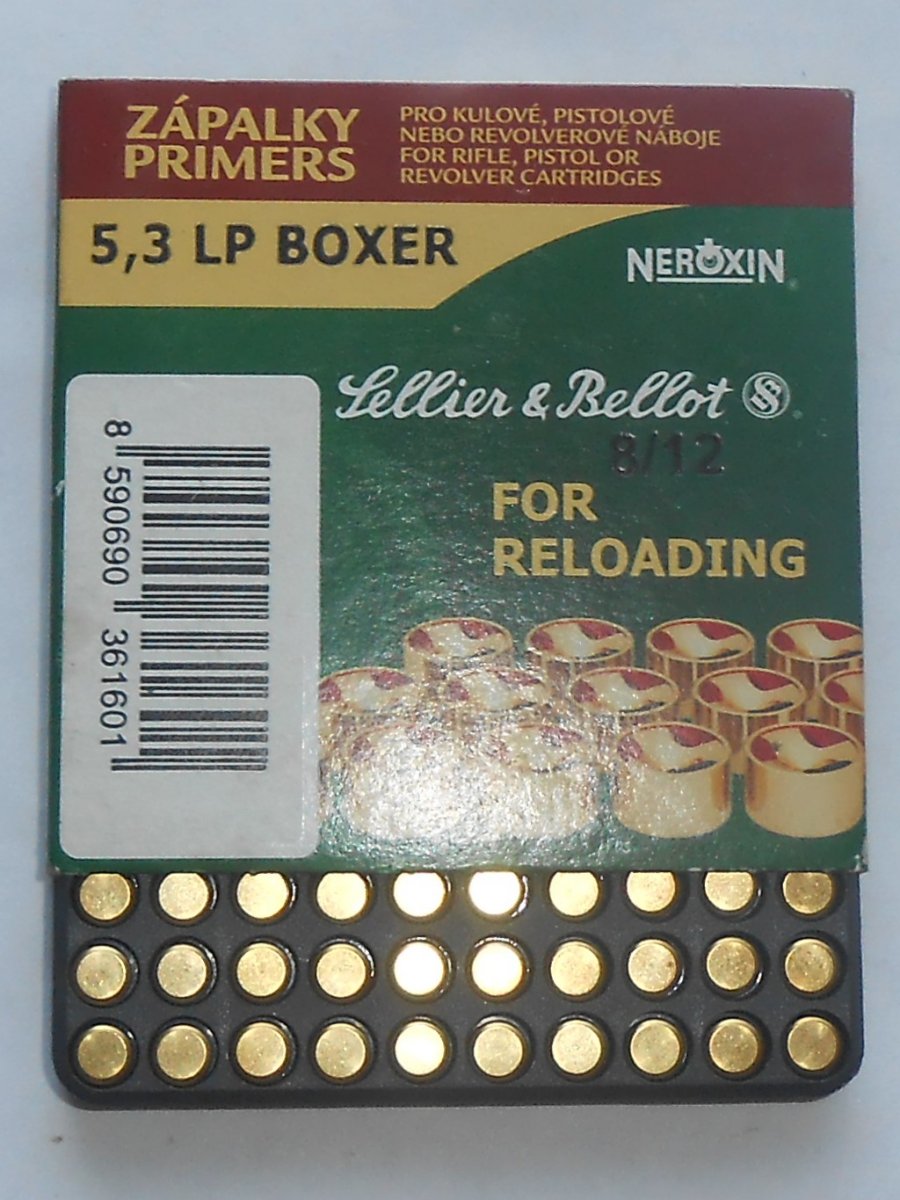 ZÁPALKY
PRIMERS
PRO KULOVÉ, PISTOLOVÉ
NEBO REVOLVEROVÉ NÁBOJE
FOR RIFLE, PISTOL OR
REVOLVER CARTRIDGES
5,3 LP BOXER
NEROXIN
Sellier & Bellot
8/12
FOR
RELOADING
8 590690 361601